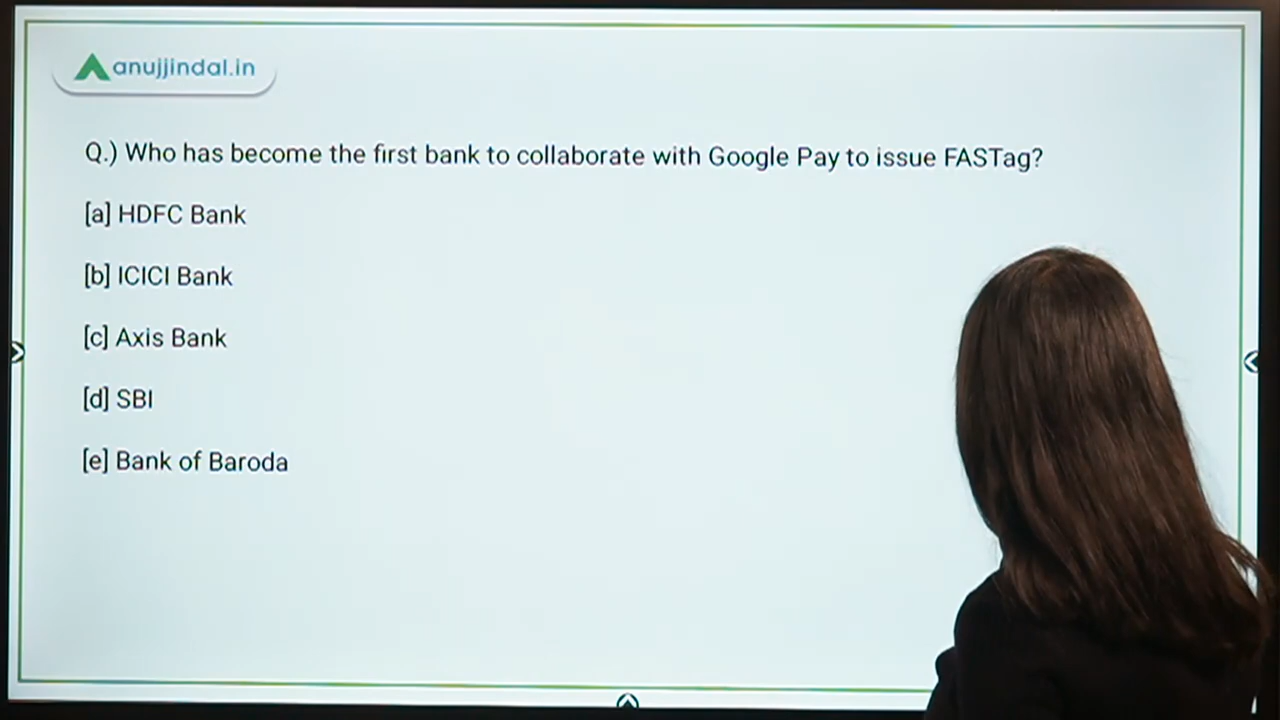 anujjindal.in
Q.) Who has become the first bank to collaborate with Google Pay to issue FASTag?
[a] HDFC Bank
[b] ICICI Bank
[c] Axis Bank
[d] SBI
[e] Bank of Baroda